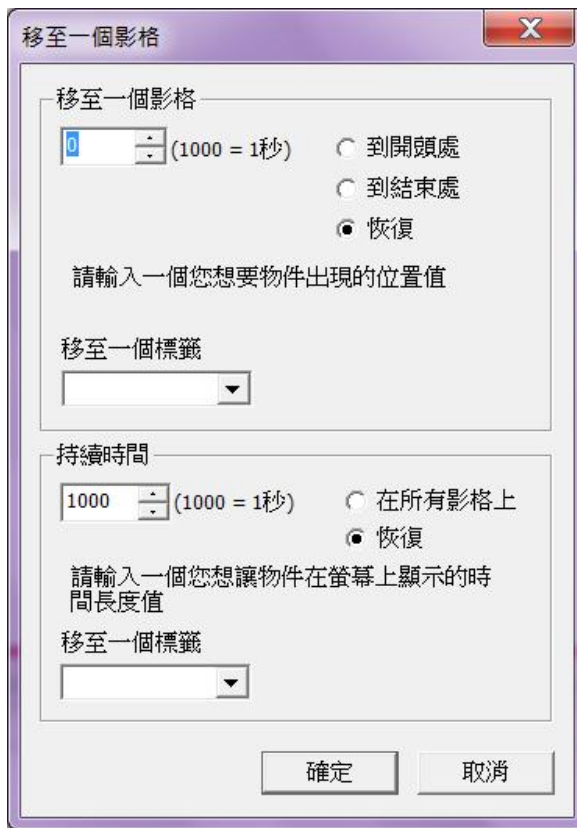 移至一個影格
移至一個影格
0 (1000 = 1秒)
到開頭處
到結束處
恢復
請輸入一個您想要物件出現的位置值
移至一個標籤
持續時間
1000 (1000 = 1秒)
在所有影格上
恢復
請輸入一個您想讓物件在螢幕上顯示的時
間長度值
移至一個標籤
確定
取消